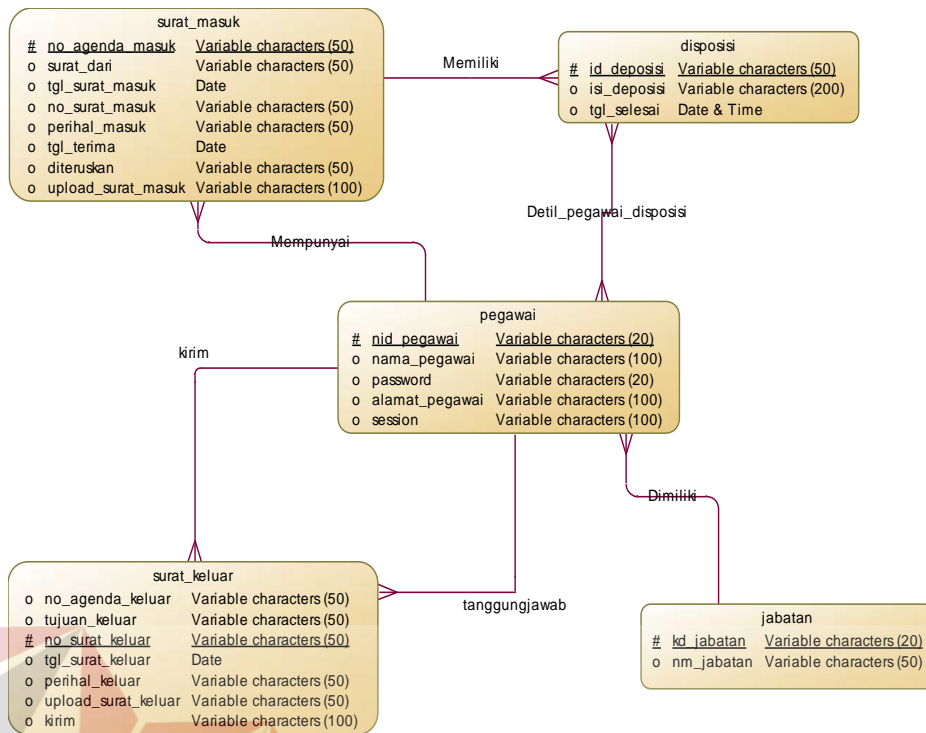 surat_masuk
# no_agenda_masuk Variable characters (50)
o surat_dari Variable characters (50)
o tgl_surat_masuk Date
o no_surat_masuk Variable characters (50)
o perihal_masuk Variable characters (50)
o tgl_terima Date
o diteruskan Variable characters (50)
o upload_surat_masuk Variable characters (100)
Memiliki
disposisi
# id_deposisi Variable characters (50)
o isi_deposisi Variable characters (200)
o tgl_selesai Date & Time
Detil_pegawai_disposisi
Mempunyai
pegawai
# nid_pegawai Variable characters (20)
o nama_pegawai Variable characters (100)
o password Variable characters (20)
o alamat_pegawai Variable characters (100)
o session Variable characters (100)
kirim
Dimiliki
tanggungjawab
surat_keluar
o no_agenda_keluar Variable characters (50)
o tujuan_keluar Variable characters (50)
# no_surat_keluar Variable characters (50)
o tgl_surat_keluar Date
o perihal_keluar Variable characters (50)
o upload_surat_keluar Variable characters (50)
o kirim Variable characters (100)
jabatan
# kd_jabatan Variable characters (20)
o nm_jabatan Variable characters (50)